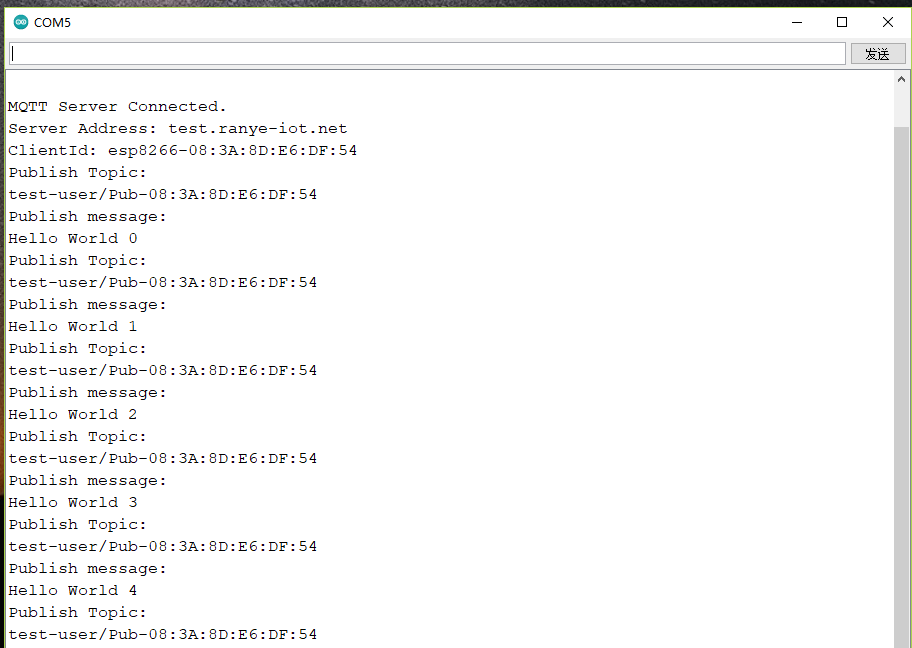 COM5
发送
MQTT Server Connected.
Server Address: test.ranye-iot.net
ClientId: esp8266-08:3A:8D:E6:DF:54
Publish Topic:
test-user/Pub-08:3A:8D:E6:DF:54
Publish message:
Hello World 0
Publish Topic:
test-user/Pub-08:3A:8D:E6:DF:54
Publish message:
Hello World 1
Publish Topic:
test-user/Pub-08:3A:8D:E6:DF:54
Publish message:
Hello World 2
Publish Topic:
test-user/Pub-08:3A:8D:E6:DF:54
Publish message:
Hello World 3
Publish Topic:
test-user/Pub-08:3A:8D:E6:DF:54
Publish message:
Hello World 4
Publish Topic:
test-user/Pub-08:3A:8D:E6:DF:54